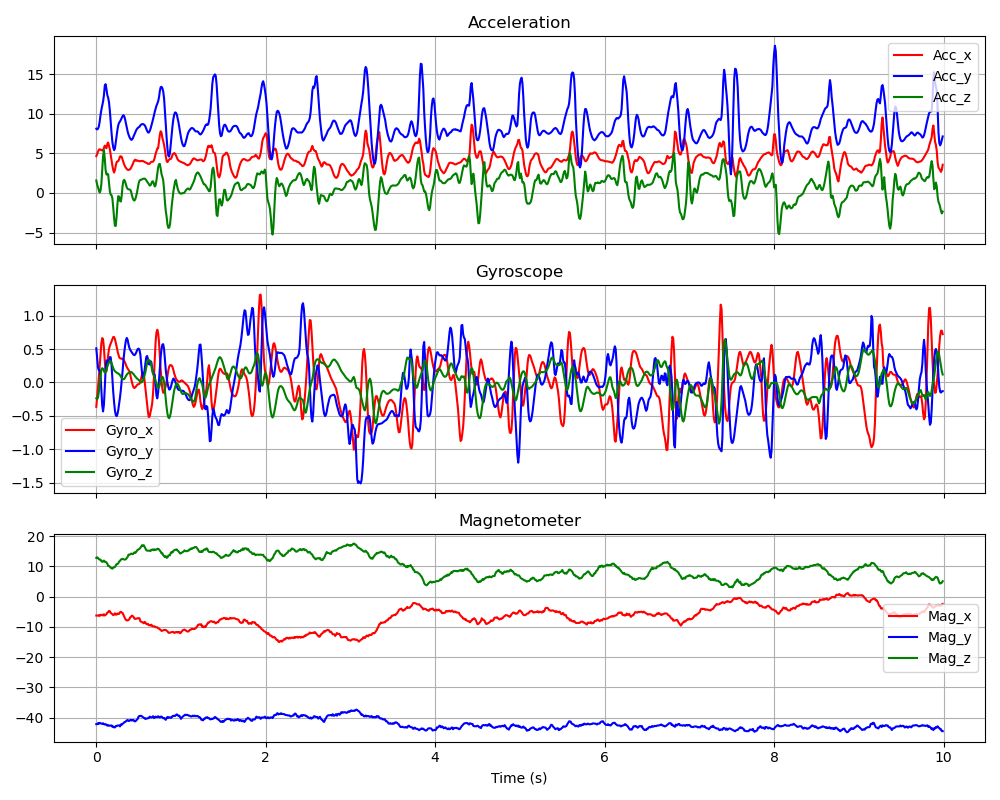 Acceleration
15
10
5
0
−5
Acc_x
Acc_y
Acc_z
Gyroscope
1.0
0.5
0.0
−0.5
−1.0
−1.5
Gyro_x
Gyro_y
Gyro_z
Magnetometer
20
10
0
−10
−20
−30
−40
Mag_x
Mag_y
Mag_z
0 2 4 6 8 10
Time (s)